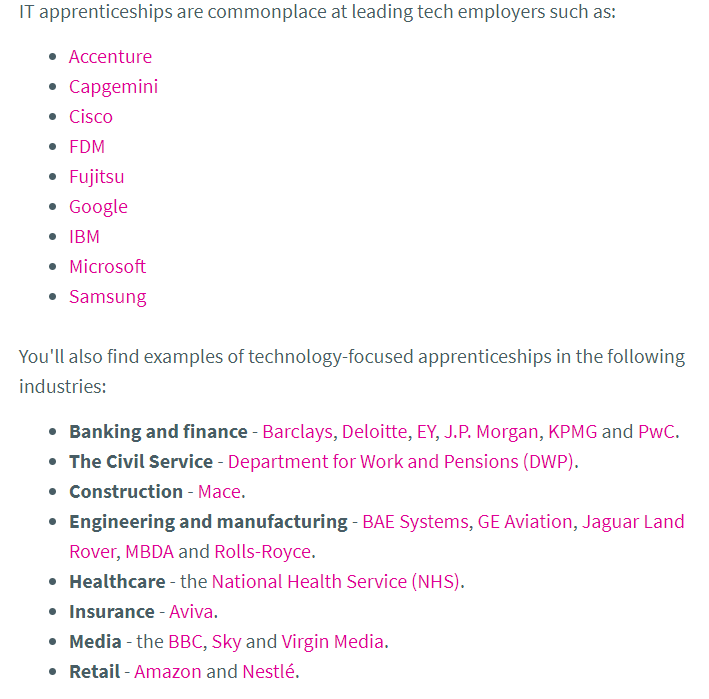 IT apprenticeships are commonplace at leading tech employers such as:
• Accenture
• Capgemini
• Cisco
• FDM
• Fujitsu
• Google
• IBM
• Microsoft
• Samsung
You'll also find examples of technology-focused apprenticeships in the following
industries:
• Banking and finance - Barclays, Deloitte, EY, J.P. Morgan, KPMG and PwC.
• The Civil Service - Department for Work and Pensions (DWP).
• Construction - Mace.
• Engineering and manufacturing - BAE Systems, GE Aviation, Jaguar Land
Rover, MBDA and Rolls-Royce.
• Healthcare - the National Health Service (NHS).
• Insurance - Aviva.
• Media - the BBC, Sky and Virgin Media.
• Retail - Amazon and Nestlé.